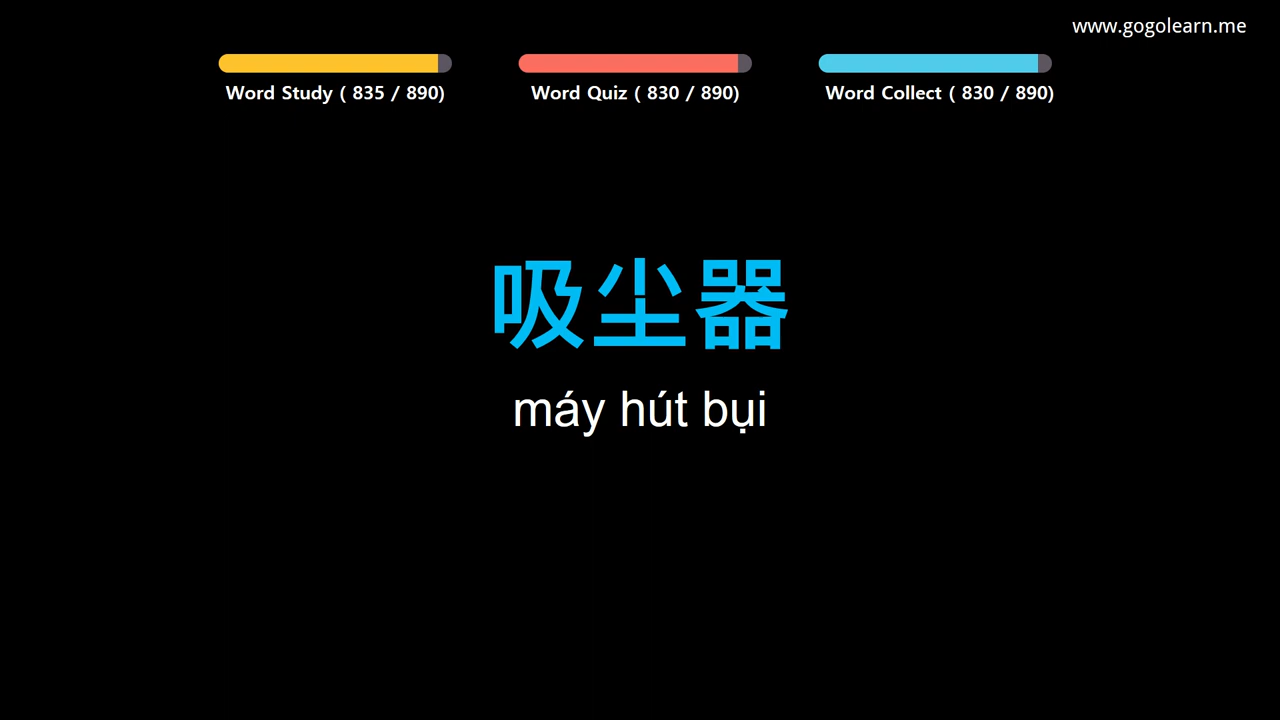 www.gogolearn.me
Word Study ( 835 / 890)
Word Quiz ( 830 / 890)
Word Collect ( 830 / 890)
吸尘器
máy hút bụi